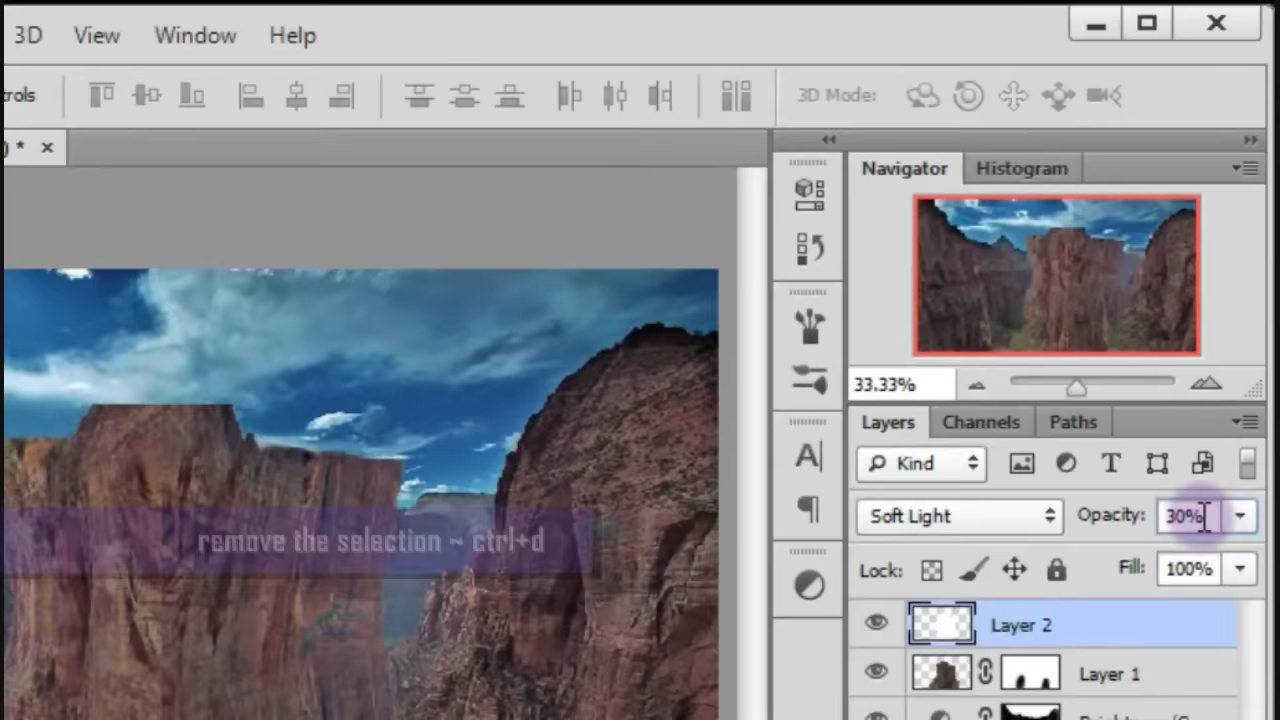 3D View Window Help
trols
3D Mode:
) * ×
Navigator Histogram
33.33%
Layers Channels Paths
Kind
Soft Light Opacity: 30%
remove the selection ~ ctrl+d
Lock: Fill: 100%
Layer 2
Layer 1